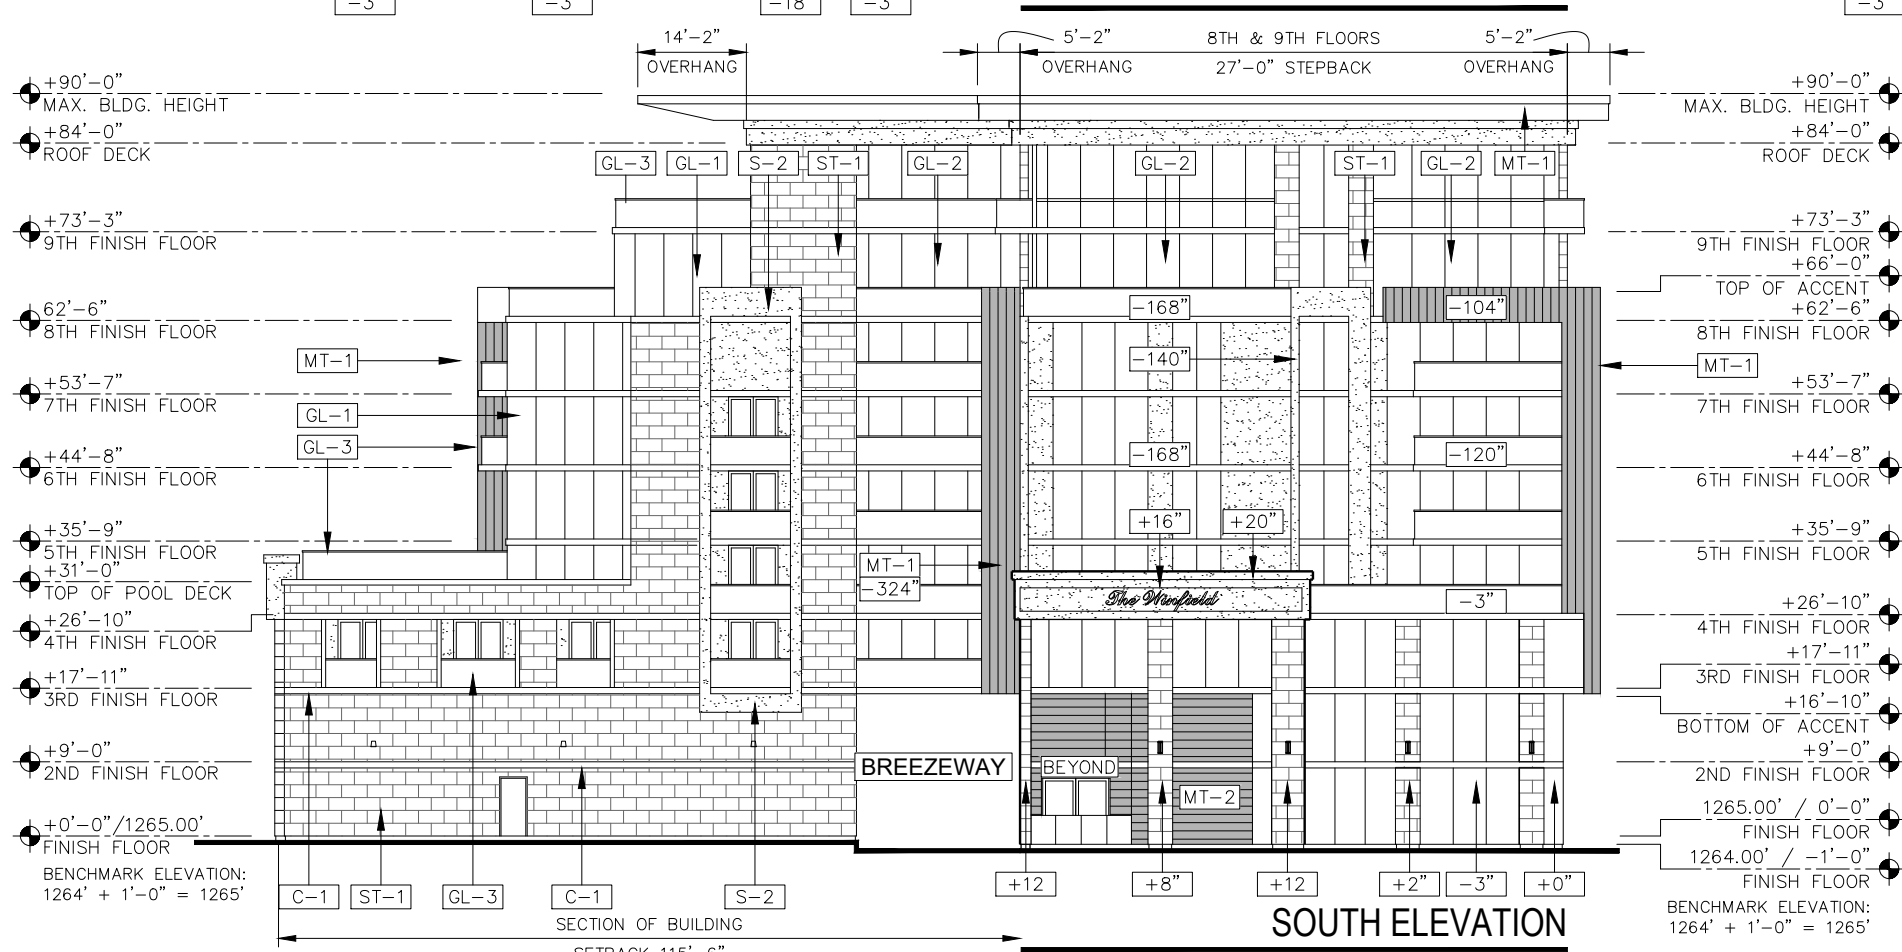 -3"
-3"
-18"
-3"
-3"
14'-2"
OVERHANG
5'-2"
OVERHANG
8TH & 9TH FLOORS
27'-0" STEPBACK
5'-2"
OVERHANG
+90'-0"
MAX. BLDG. HEIGHT
+84'-0"
ROOF DECK
+73'-3"
9TH FINISH FLOOR
62'-6"
8TH FINISH FLOOR
+53'-7"
7TH FINISH FLOOR
+44'-8"
6TH FINISH FLOOR
+35'-9"
5TH FINISH FLOOR
+31'-0"
TOP OF POOL DECK
+26'-10"
4TH FINISH FLOOR
+17'-11"
3RD FINISH FLOOR
+9'-0"
2ND FINISH FLOOR
+0'-0"/1265.00'
FINISH FLOOR
BENCHMARK ELEVATION:
1264' + 1'-0" = 1265'
GL-3
GL-1
S-2
ST-1
GL-2
GL-2
ST-1
GL-2
MT-1
MT-1
GL-1
GL-3
-168"
-104"
-140"
MT-1
-168"
-120"
+16"
+20"
MT-1
-324"
The Winfield
-3"
BREEZEWAY
BEYOND
MT-2
C-1
ST-1
GL-3
C-1
S-2
+12
+8"
+12
+2"
-3"
+0"
SECTION OF BUILDING
SETBACK 115'-6"
SOUTH ELEVATION
+90'-0"
MAX. BLDG. HEIGHT
+84'-0"
ROOF DECK
+73'-3"
9TH FINISH FLOOR
+66'-0"
TOP OF ACCENT
+62'-6"
8TH FINISH FLOOR
+53'-7"
7TH FINISH FLOOR
+44'-8"
6TH FINISH FLOOR
+35'-9"
5TH FINISH FLOOR
+26'-10"
4TH FINISH FLOOR
+17'-11"
3RD FINISH FLOOR
+16'-10"
BOTTOM OF ACCENT
+9'-0"
2ND FINISH FLOOR
1265.00' / 0'-0"
FINISH FLOOR
1264.00' / -1'-0"
FINISH FLOOR
BENCHMARK ELEVATION:
1264' + 1'-0" = 1265'